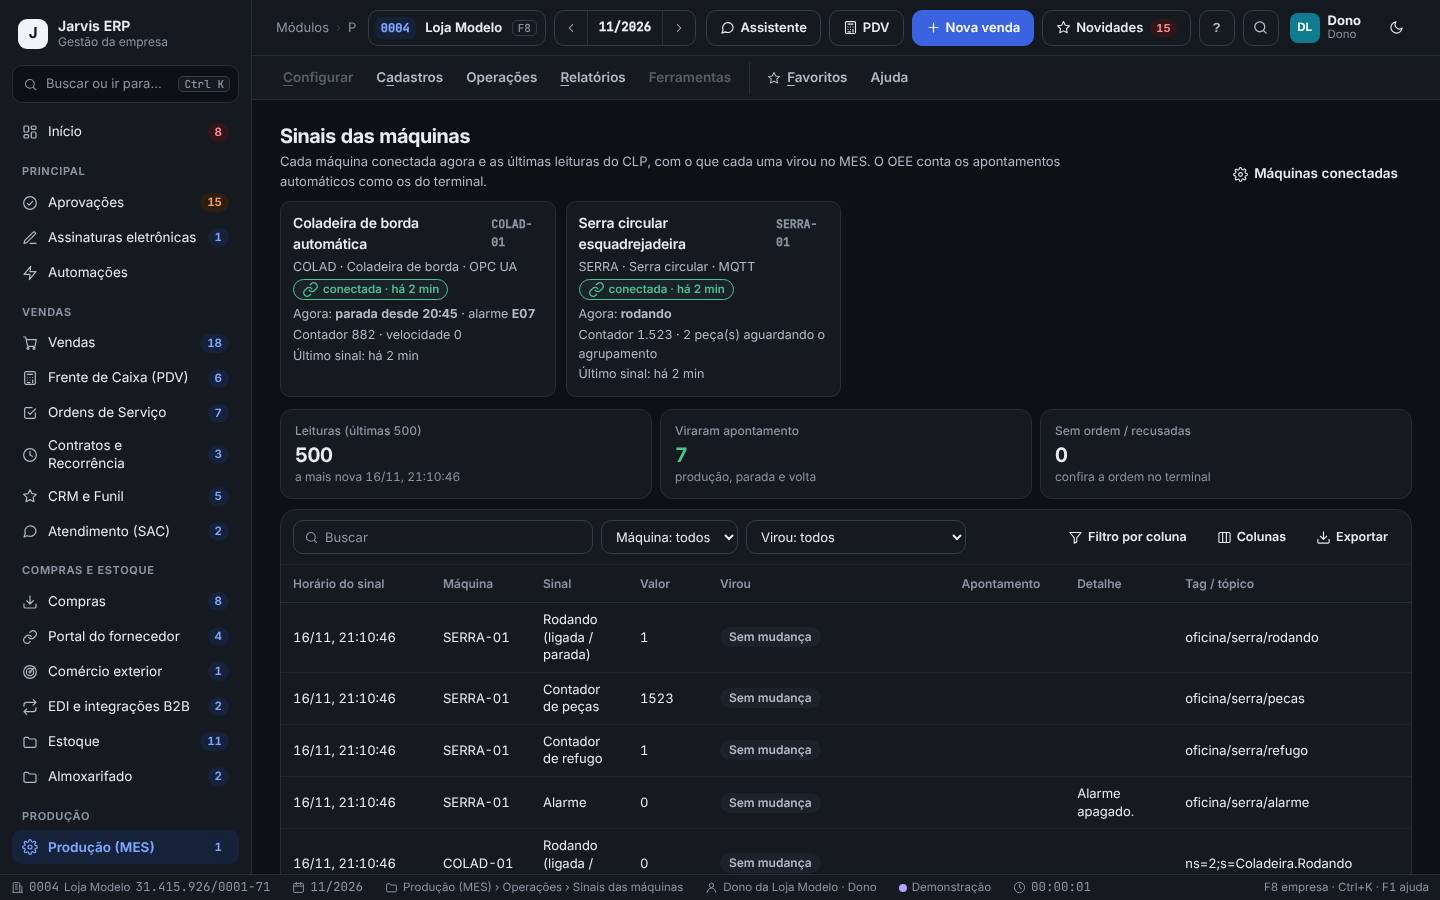 J
Jarvis ERP
Gestão da empresa
Buscar ou ir para... Ctrl K
Início 8
PRINCIPAL
Aprovações 15
Assinaturas eletrônicas 1
Automações
VENDAS
Vendas 18
Frente de Caixa (PDV) 6
Ordens de Serviço 7
Contratos e
Recorrência 3
CRM e Funil 5
Atendimento (SAC) 2
COMPRAS E ESTOQUE
Compras 8
Portal do fornecedor 4
Comércio exterior 1
EDI e integrações B2B 2
Estoque 11
Almoxarifado 2
PRODUÇÃO
Produção (MES) 1
Módulos › P
0004 Loja Modelo F8
‹ 11/2026 ›
Assistente
PDV
+ Nova venda
Novidades 15
?
DL
Dono
Dono
Configurar Cadastros Operações Relatórios Ferramentas Favoritos Ajuda
Sinais das máquinas
Cada máquina conectada agora e as últimas leituras do CLP, com o que cada uma virou no MES. O OEE conta os apontamentos
automáticos como os do terminal.
Máquinas conectadas
Coladeira de borda
automática
COLAD-
01
COLAD · Coladeira de borda · OPC UA
conectada · há 2 min
Agora: parada desde 20:45 · alarme E07
Contador 882 · velocidade 0
Último sinal: há 2 min
Serra circular
esquadrejadeira
SERRA-
01
SERRA · Serra circular · MQTT
conectada · há 2 min
Agora: rodando
Contador 1.523 · 2 peça(s) aguardando o
agrupamento
Último sinal: há 2 min
Leituras (últimas 500)
500
a mais nova 16/11, 21:10:46
Viraram apontamento
7
produção, parada e volta
Sem ordem / recusadas
0
confira a ordem no terminal
Buscar
Máquina: todos
Virou: todos
Filtro por coluna
Colunas
Exportar
Horário do sinal Máquina Sinal Valor Virou Apontamento Detalhe Tag / tópico
16/11, 21:10:46 SERRA-01 Rodando
(ligada /
parada) 1 Sem mudança oficina/serra/rodando
16/11, 21:10:46 SERRA-01 Contador
de peças 1523 Sem mudança oficina/serra/pecas
16/11, 21:10:46 SERRA-01 Contador
de refugo 1 Sem mudança oficina/serra/refugo
16/11, 21:10:46 SERRA-01 Alarme 0 Sem mudança Alarme
apagado. oficina/serra/alarme
16/11, 21:10:46 COLAD-01 Rodando
(ligada / 0 Sem mudança ns=2;s=Coladeira.Rodando
0004 Loja Modelo 31.415.926/0001-71 11/2026 Produção (MES) › Operações › Sinais das máquinas Dono da Loja Modelo · Dono Demonstração 00:00:01 F8 empresa · Ctrl+K · F1 ajuda